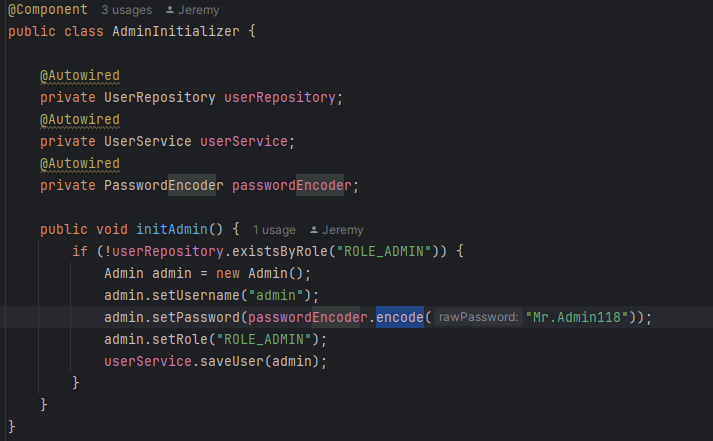 @Component 3 usages Jeremy
public class AdminInitializer {
@Autowired
private UserRepository userRepository;
@Autowired
private UserService userService;
@Autowired
private PasswordEncoder passwordEncoder;
public void initAdmin() { 1 usage Jeremy
if (!userRepository.existsByRole("ROLE_ADMIN")) {
Admin admin = new Admin();
admin.setUsername("admin");
admin.setPassword(passwordEncoder.encode( rawPassword: "Mr.Admin118"));
admin.setRole("ROLE_ADMIN");
userService.saveUser(admin);
}
}
}